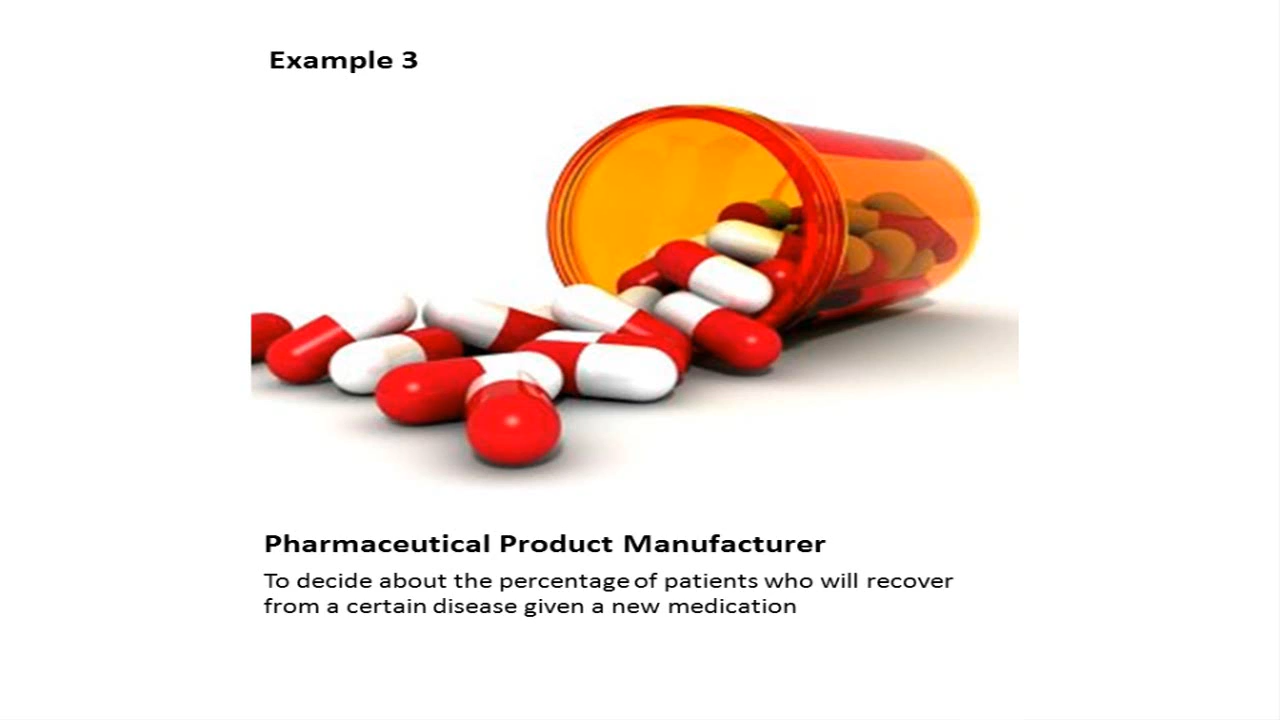 Example 3
Pharmaceutical Product Manufacturer
To decide about the percentage of patients who will recover
from a certain disease given a new medication